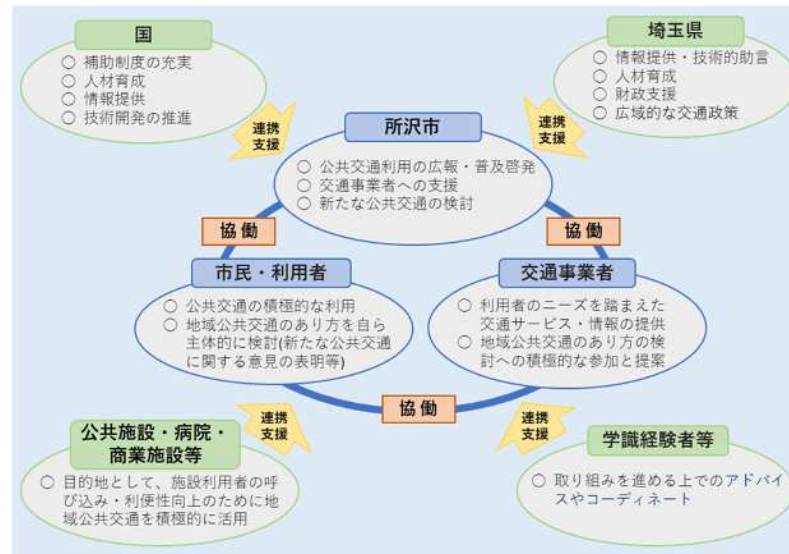 国
○ 補助制度の充実
○ 人材育成
○ 情報提供
○ 技術開発の推進
埼玉県
○ 情報提供・技術的助言
○ 人材育成
○ 財政支援
○ 広域的な交通政策
連携
支援
連携
支援
所沢市
○ 公共交通利用の広報・普及啓発
○ 交通事業者への支援
○ 新たな公共交通の検討
協働
協働
市民・利用者
○ 公共交通の積極的な利用
○ 地域公共交通のあり方を自ら
主体的に検討(新たな公共交通
に関する意見の表明等)
交通事業者
○ 利用者のニーズを踏まえた
交通サービス・情報の提供
○ 地域公共交通のあり方の検
討への積極的な参加と提案
協働
連携
支援
連携
支援
公共施設・病院・
商業施設等
○ 目的地として、施設利用者の呼
び込み・利便性向上のために地
域公共交通を積極的に活用
学識経験者等
○ 取り組みを進める上でのアドバイ
スやコーディネート